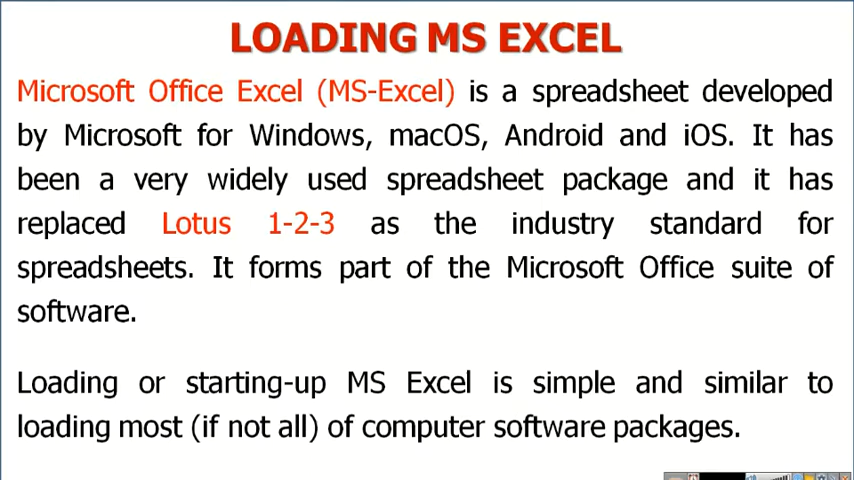 LOADING MS EXCEL
Microsoft Office Excel (MS-Excel) is a spreadsheet developed
by Microsoft for Windows, macOS, Android and iOS. It has
been a very widely used spreadsheet package and it has
replaced Lotus 1-2-3 as the industry standard for
spreadsheets. It forms part of the Microsoft Office suite of
software.
Loading or starting-up MS Excel is simple and similar to
loading most (if not all) of computer software packages.